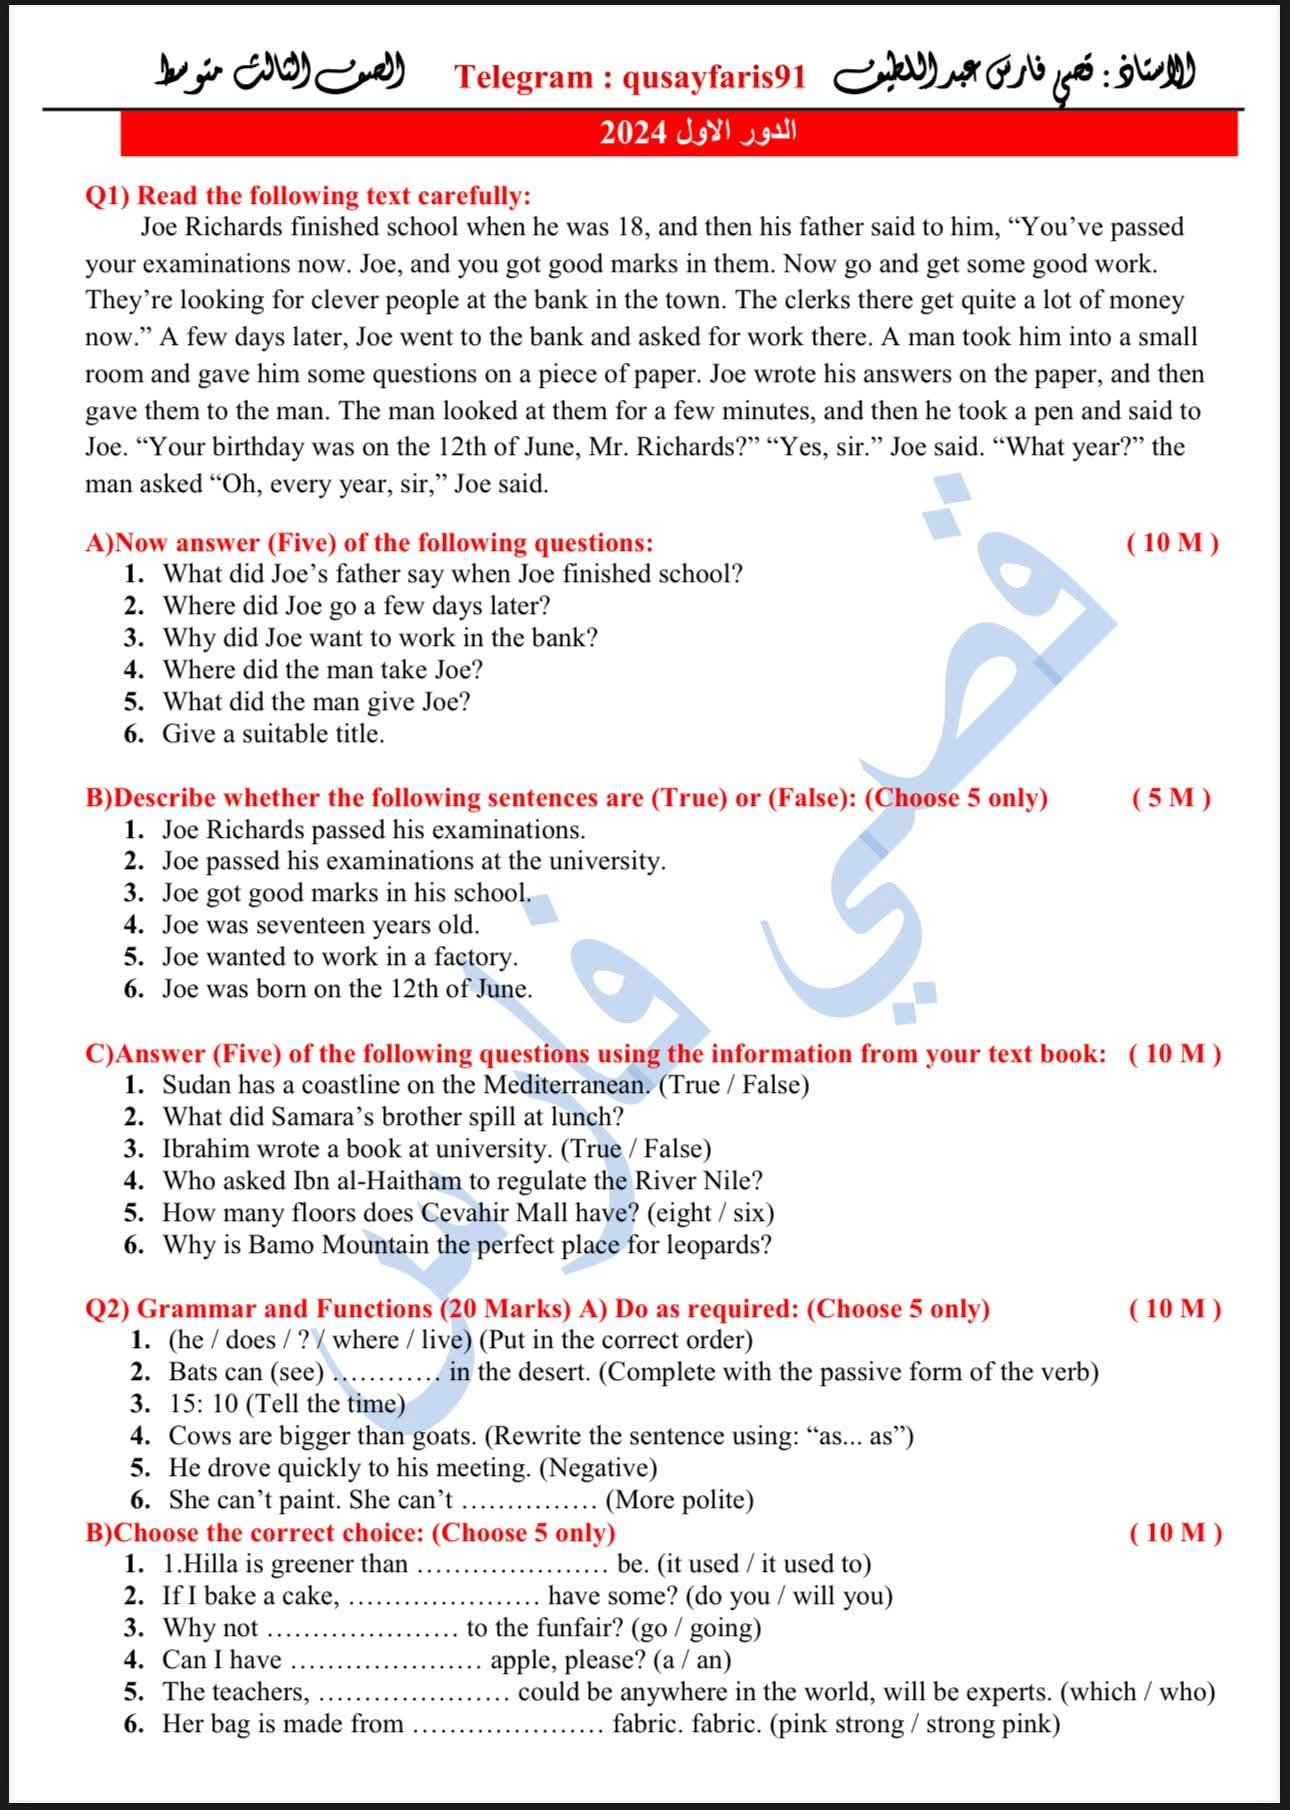 الاستاذ : قصي فارس عبد اللطيف Telegram : qusayfaris91 الصف الثالث متوسط
الدور الاول 2024
Q1) Read the following text carefully:
Joe Richards finished school when he was 18, and then his father said to him, “You’ve passed
your examinations now. Joe, and you got good marks in them. Now go and get some good work.
They’re looking for clever people at the bank in the town. The clerks there get quite a lot of money
now.” A few days later, Joe went to the bank and asked for work there. A man took him into a small
room and gave him some questions on a piece of paper. Joe wrote his answers on the paper, and then
gave them to the man. The man looked at them for a few minutes, and then he took a pen and said to
Joe. “Your birthday was on the 12th of June, Mr. Richards?” “Yes, sir.” Joe said. “What year?” the
man asked “Oh, every year, sir,” Joe said.
A)Now answer (Five) of the following questions: ( 10 M )
1. What did Joe’s father say when Joe finished school?
2. Where did Joe go a few days later?
3. Why did Joe want to work in the bank?
4. Where did the man take Joe?
5. What did the man give Joe?
6. Give a suitable title.
B)Describe whether the following sentences are (True) or (False): (Choose 5 only) ( 5 M )
1. Joe Richards passed his examinations.
2. Joe passed his examinations at the university.
3. Joe got good marks in his school.
4. Joe was seventeen years old.
5. Joe wanted to work in a factory.
6. Joe was born on the 12th of June.
C)Answer (Five) of the following questions using the information from your text book: ( 10 M )
1. Sudan has a coastline on the Mediterranean. (True / False)
2. What did Samara’s brother spill at lunch?
3. Ibrahim wrote a book at university. (True / False)
4. Who asked Ibn al-Haitham to regulate the River Nile?
5. How many floors does Cevahir Mall have? (eight / six)
6. Why is Bamo Mountain the perfect place for leopards?
Q2) Grammar and Functions (20 Marks) A) Do as required: (Choose 5 only) ( 10 M )
1. (he / does / ? / where / live) (Put in the correct order)
2. Bats can (see) ............ in the desert. (Complete with the passive form of the verb)
3. 15: 10 (Tell the time)
4. Cows are bigger than goats. (Rewrite the sentence using: “as... as”)
5. He drove quickly to his meeting. (Negative)
6. She can’t paint. She can’t ............... (More polite)
B)Choose the correct choice: (Choose 5 only) ( 10 M )
1. 1.Hilla is greener than ..................... be. (it used / it used to)
2. If I bake a cake, ..................... have some? (do you / will you)
3. Why not ..................... to the funfair? (go / going)
4. Can I have ..................... apple, please? (a / an)
5. The teachers, ..................... could be anywhere in the world, will be experts. (which / who)
6. Her bag is made from ..................... fabric. fabric. (pink strong / strong pink)
قصي فارس